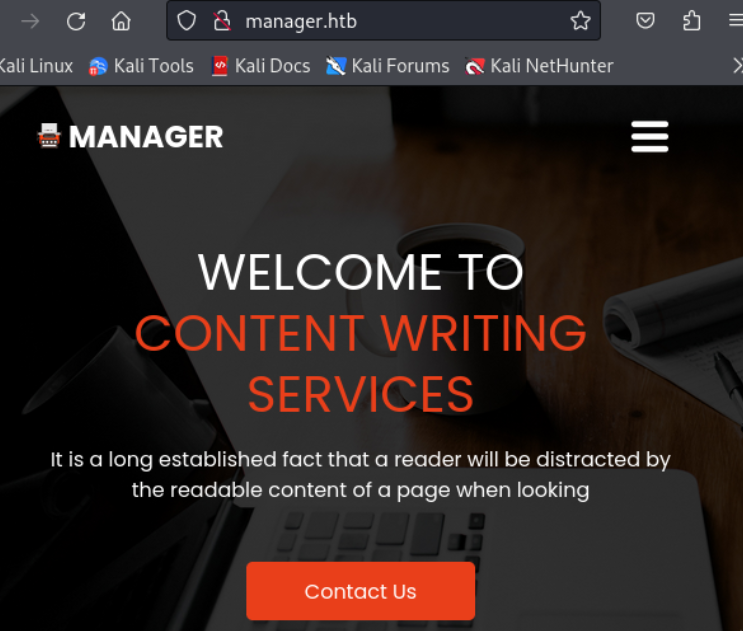 manager.htb
Kali Linux Kali Tools Kali Docs Kali Forums Kali NetHunter
MANAGER
WELCOME TO
CONTENT WRITING
SERVICES
It is a long established fact that a reader will be distracted by
the readable content of a page when looking
Contact Us